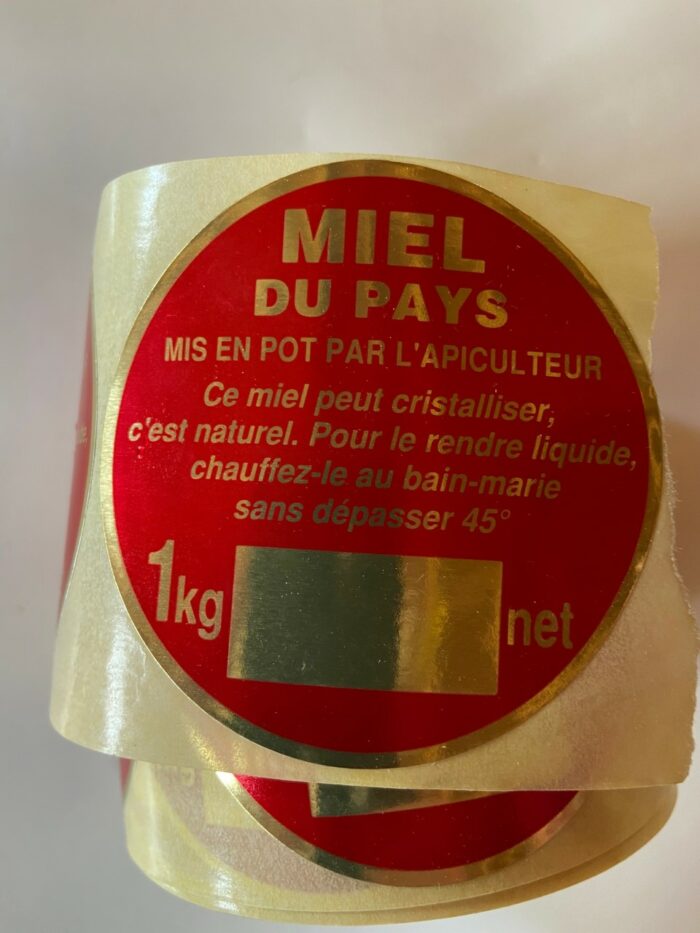 MIEL
DU PAYS
MIS EN POT PAR L'APICULTEUR
Ce miel peut cristalliser,
c'est naturel. Pour le rendre liquide,
chauffez-le au bain-marie
sans dépasser 45°
1kg net